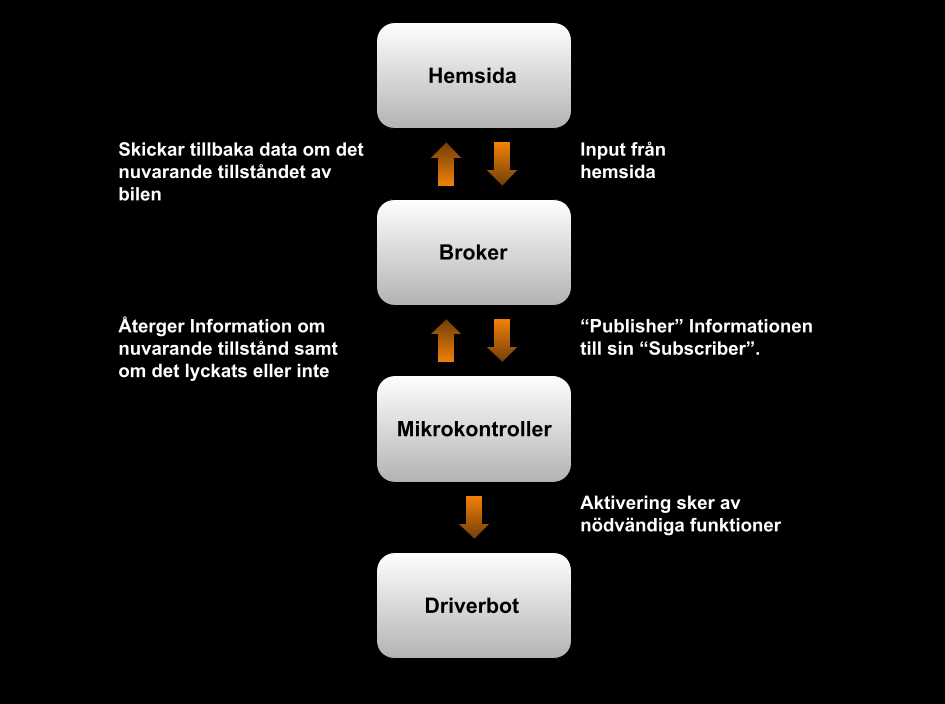 Hemsida
Skickar tillbaka data om det
nuvarande tillståndet av
bilen
Input från
hemsida
Broker
Återger Information om
nuvarande tillstånd samt
om det lyckats eller inte
“Publisher” Informationen
till sin “Subscriber”.
Mikrokontroller
Aktivering sker av
nödvändiga funktioner
Driverbot